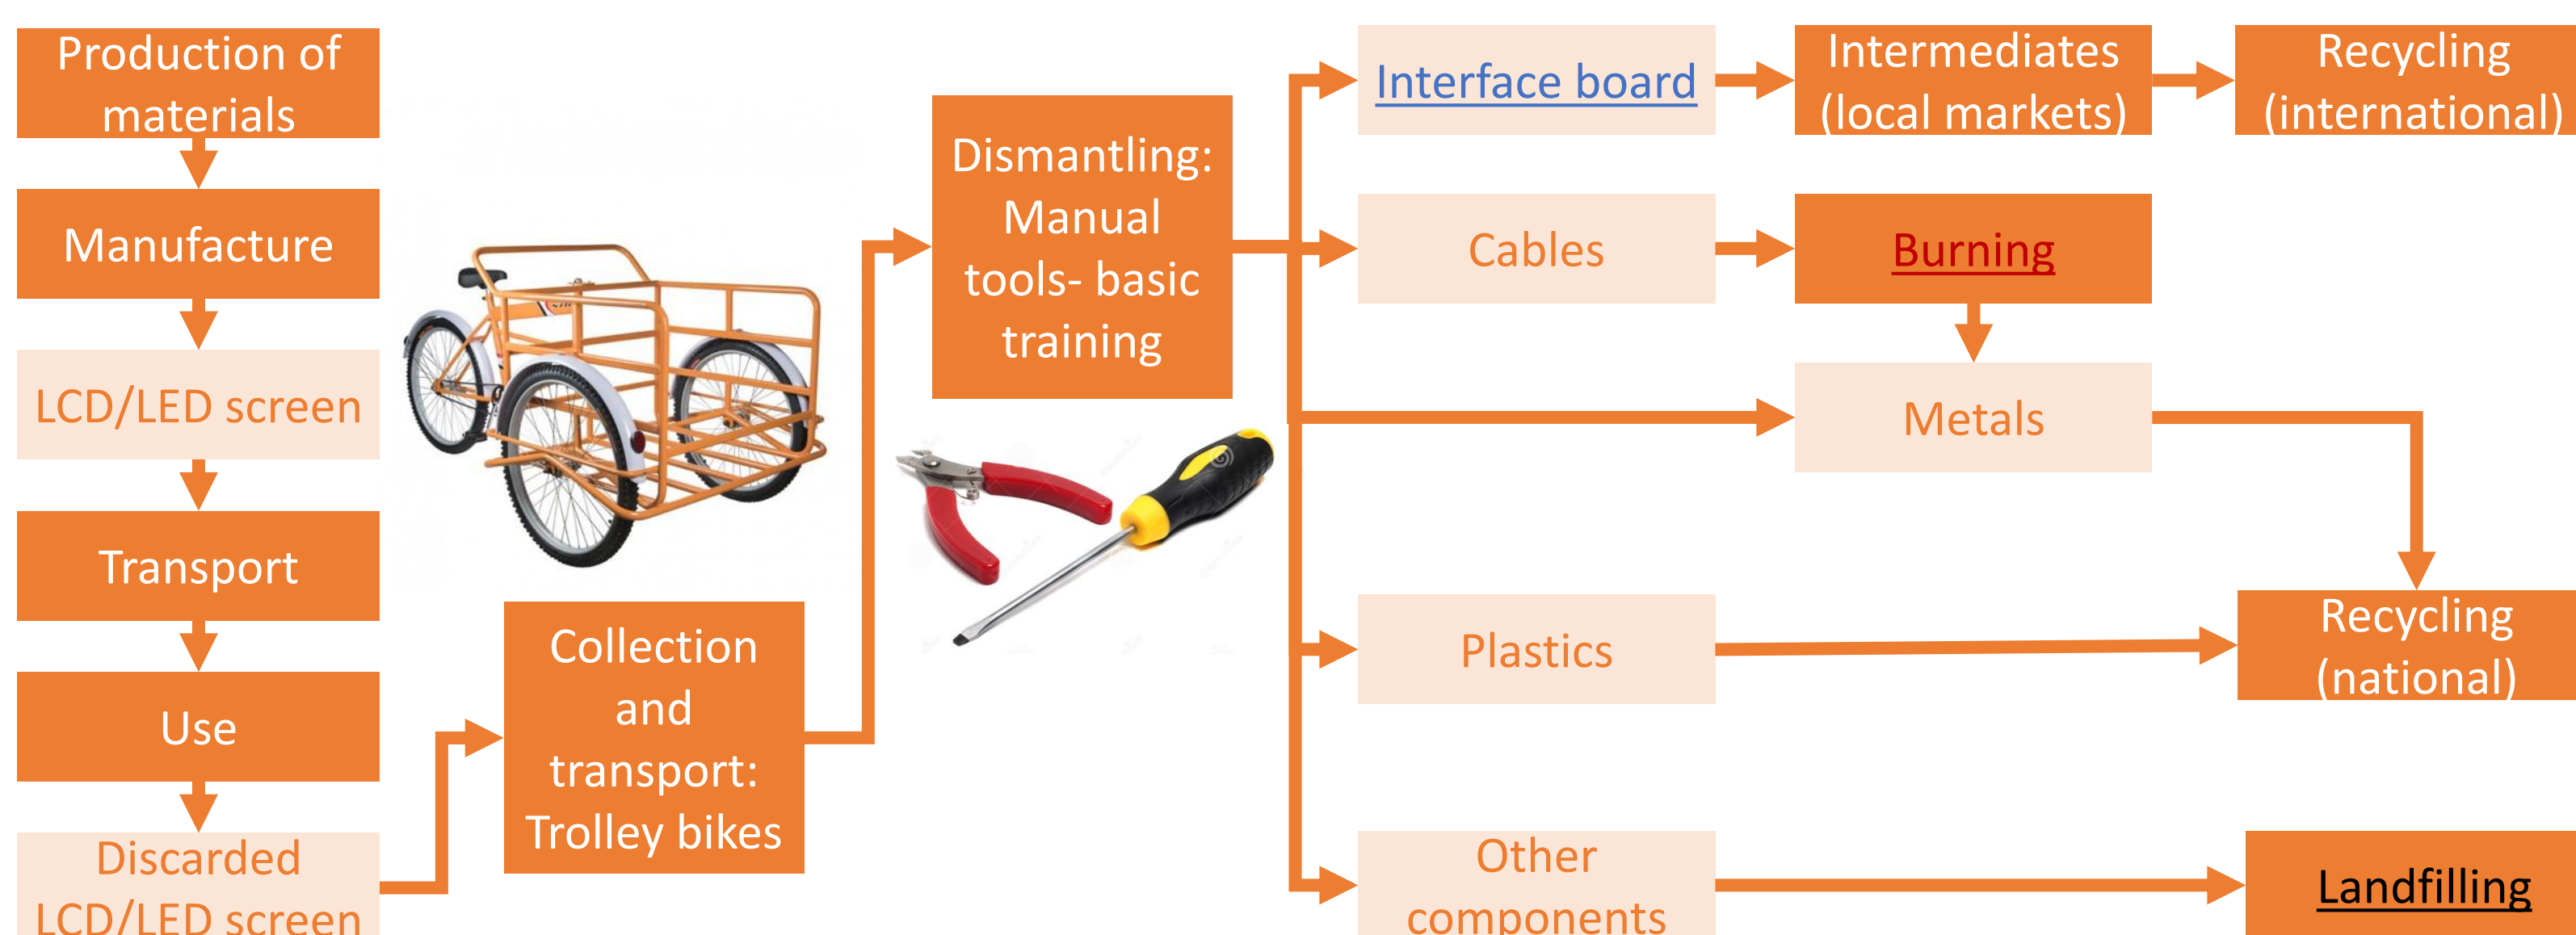 Production of
materials
Manufacture
LCD/LED screen
Transport
Use
Discarded
LCD/LED screen
Collection
and
transport:
Trolley bikes
Dismantling:
Manual
tools- basic
training
Interface board
Intermediates
(local markets)
Recycling
(international)
Cables
Burning
Metals
Plastics
Recycling
(national)
Other
components
Landfilling